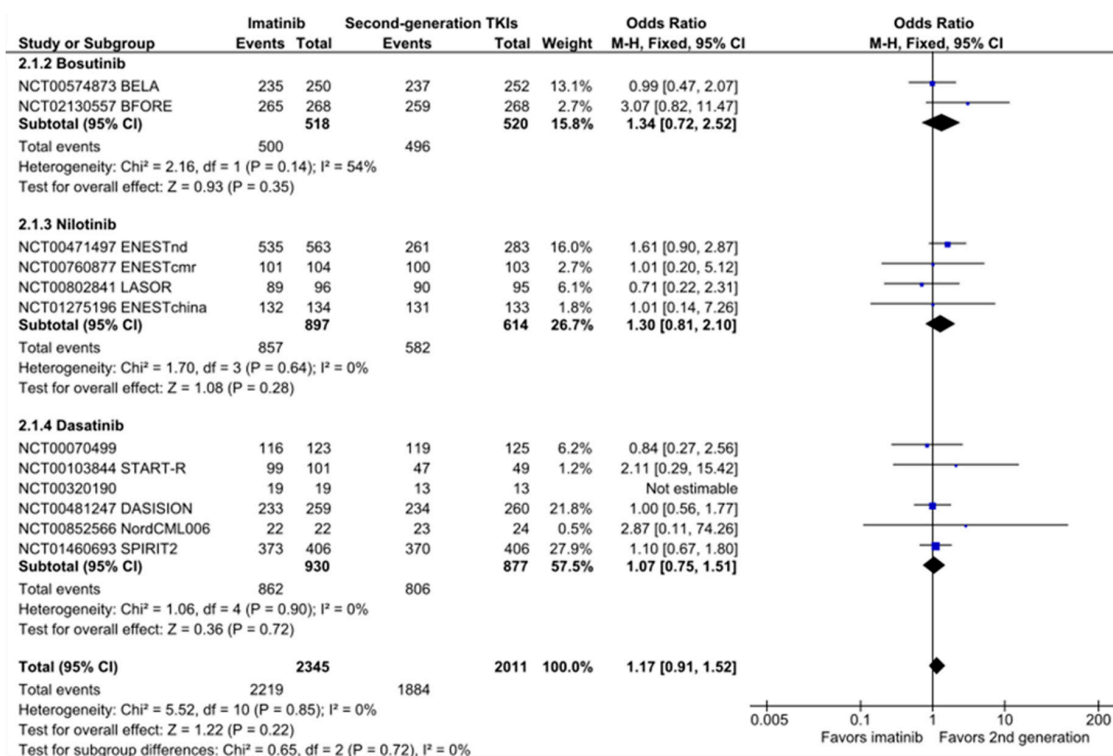 Imatinib Second-generation TKIs Odds Ratio Odds Ratio
Study or Subgroup Events Total Events Total Weight M-H, Fixed, 95% CI M-H, Fixed, 95% CI
2.1.2 Bosutinib
NCT00574873 BELA 235 250 237 252 13.1% 0.99 [0.47, 2.07]
NCT02130557 BFORE 265 268 259 268 2.7% 3.07 [0.82, 11.47]
Subtotal (95% CI) 518 520 15.8% 1.34 [0.72, 2.52]
Total events 500 496
Heterogeneity: Chi² = 2.16, df = 1 (P = 0.14); I² = 54%
Test for overall effect: Z = 0.93 (P = 0.35)
2.1.3 Nilotinib
NCT00471497 ENESTnd 535 563 261 283 16.0% 1.61 [0.90, 2.87]
NCT00760877 ENESTcmr 101 104 100 103 2.7% 1.01 [0.20, 5.12]
NCT00802841 LASOR 89 96 90 95 6.1% 0.71 [0.22, 2.31]
NCT01275196 ENESTchina 132 134 131 133 1.8% 1.01 [0.14, 7.26]
Subtotal (95% CI) 897 614 26.7% 1.30 [0.81, 2.10]
Total events 857 582
Heterogeneity: Chi² = 1.70, df = 3 (P = 0.64); I² = 0%
Test for overall effect: Z = 1.08 (P = 0.28)
2.1.4 Dasatinib
NCT00070499 116 123 119 125 6.2% 0.84 [0.27, 2.56]
NCT00103844 START-R 99 101 47 49 1.2% 2.11 [0.29, 15.42]
NCT00320190 19 19 13 13 Not estimable
NCT00481247 DASISION 233 259 234 260 21.8% 1.00 [0.56, 1.77]
NCT00852566 NordCML006 22 22 23 24 0.5% 2.87 [0.11, 74.26]
NCT01460693 SPIRIT2 373 406 370 406 27.9% 1.10 [0.67, 1.80]
Subtotal (95% CI) 930 877 57.5% 1.07 [0.75, 1.51]
Total events 862 806
Heterogeneity: Chi² = 1.06, df = 4 (P = 0.90); I² = 0%
Test for overall effect: Z = 0.36 (P = 0.72)
Total (95% CI) 2345 2011 100.0% 1.17 [0.91, 1.52]
Total events 2219 1884
Heterogeneity: Chi² = 5.52, df = 10 (P = 0.85); I² = 0%
Test for overall effect: Z = 1.22 (P = 0.22)
Test for subgroup differences: Chi² = 0.65, df = 2 (P = 0.72), I² = 0%
0.005 0.1 1 10 200
Favors imatinib Favors 2nd generation